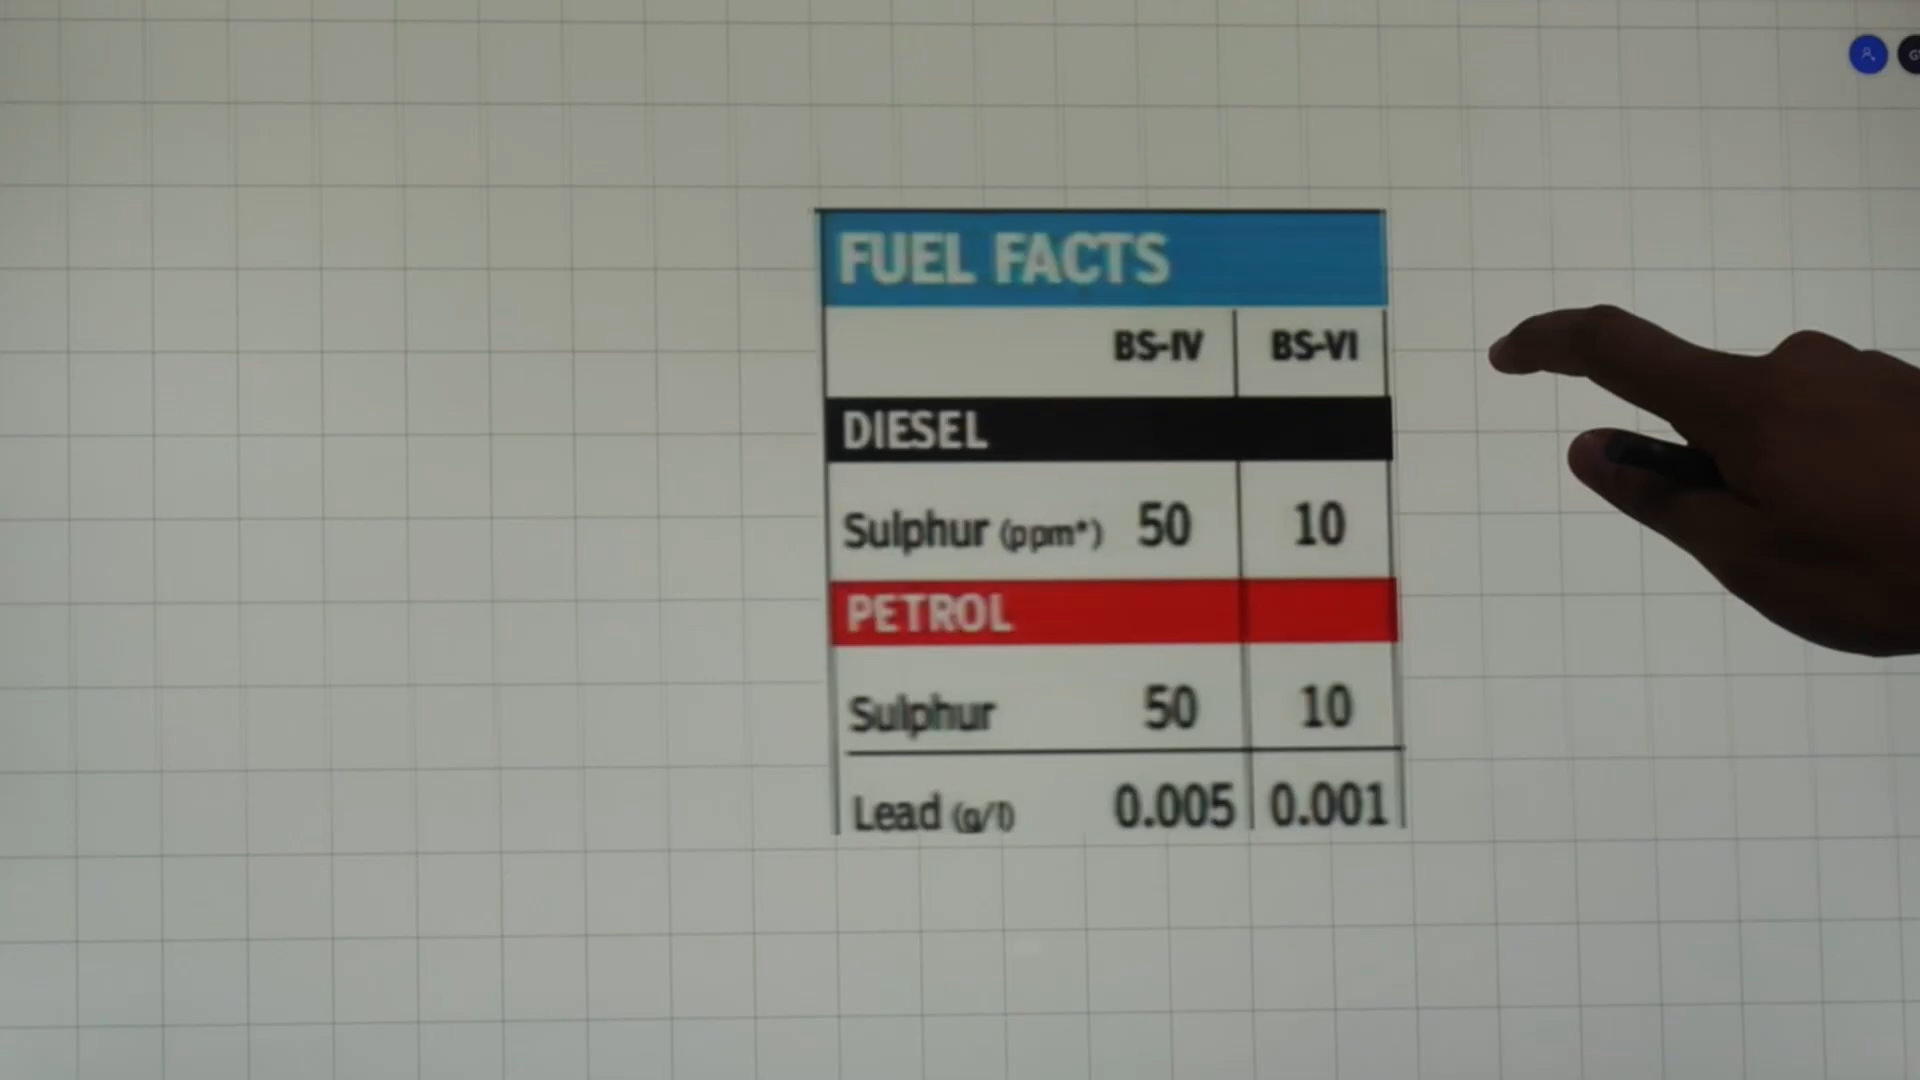 FUEL FACTS
BS-IV BS-VI
DIESEL
Sulphur (ppm*) 50 10
PETROL
Sulphur 50 10
Lead (g/l) 0.005 0.001